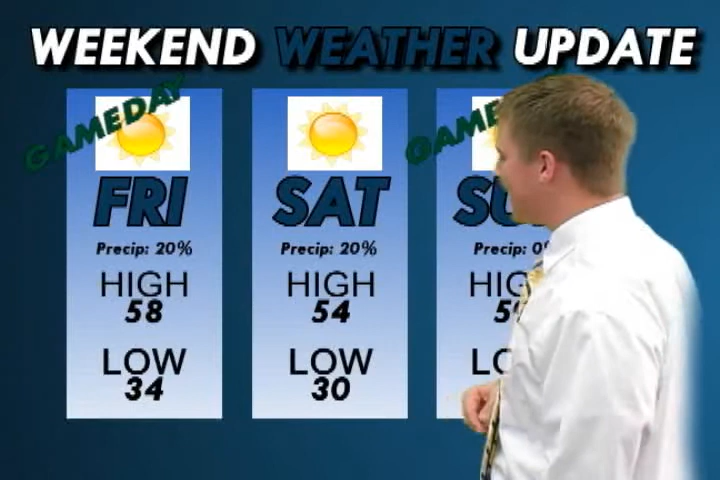 WEEKEND WEATHER UPDATE
GAMEDAY
FRI
Precip: 20%
HIGH
58
LOW
34
SAT
Precip: 20%
HIGH
54
LOW
30